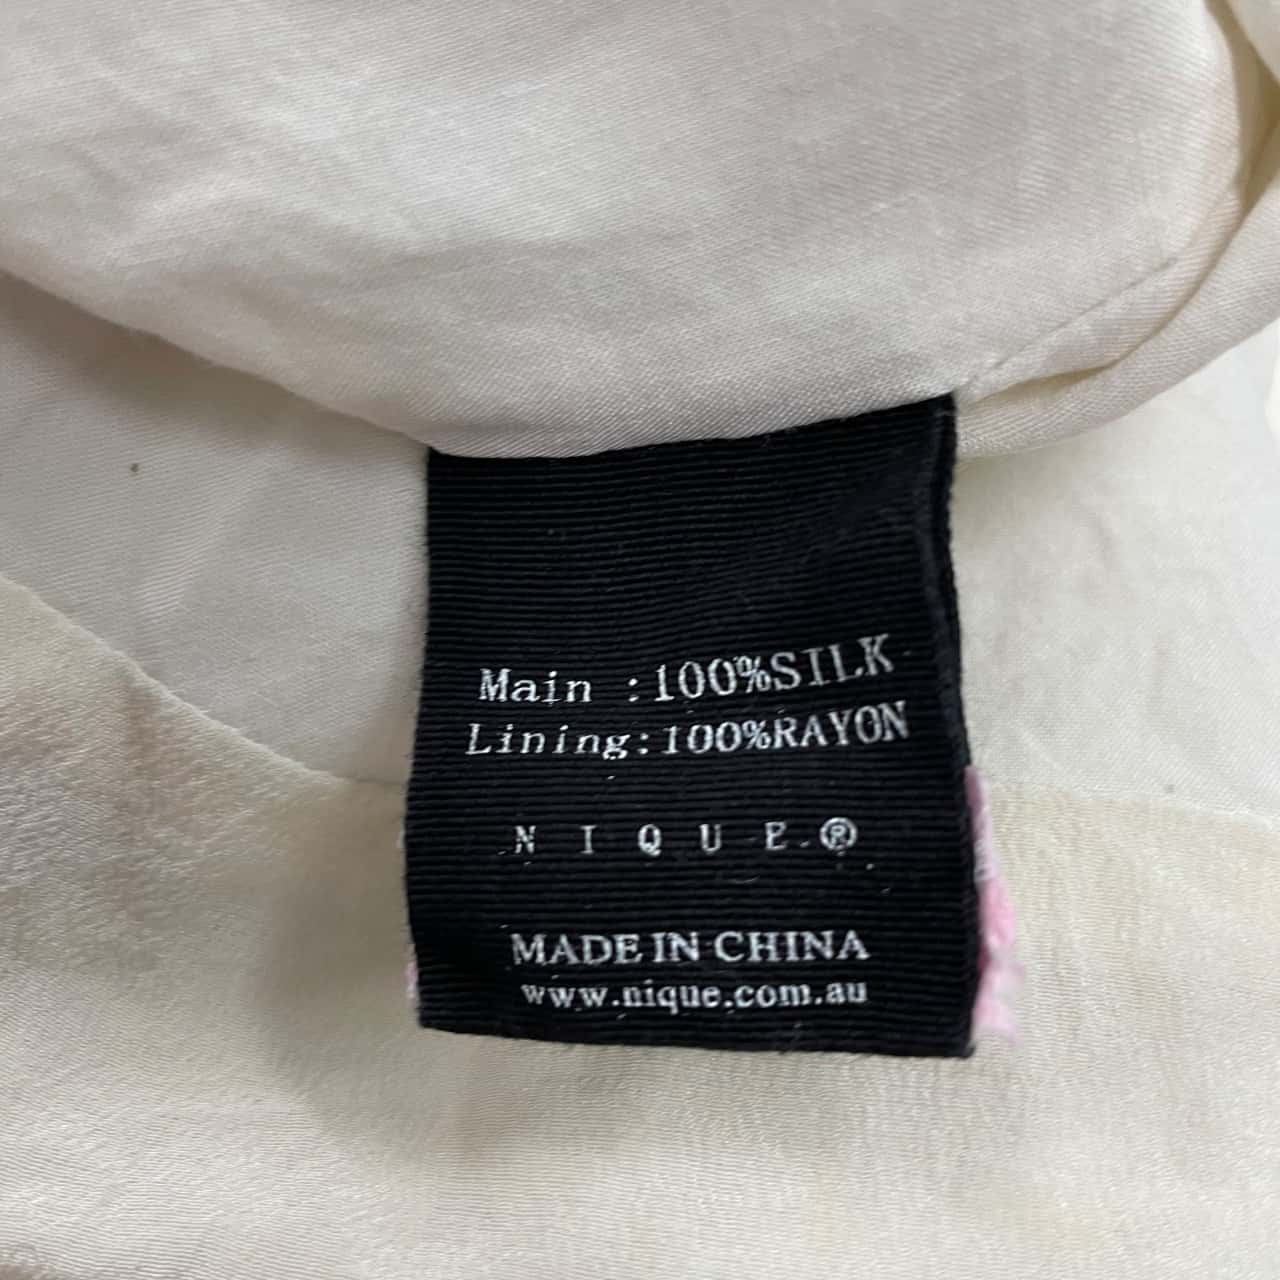 Main :100%SILK
Lining:100%RAYON
N I Q U E ®
MADE IN CHINA
www.nique.com.au